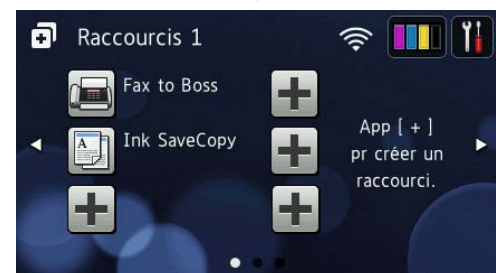 Raccourcis 1
Fax to Boss
Ink SaveCopy
App [ + ]
pr créer un
raccourci.